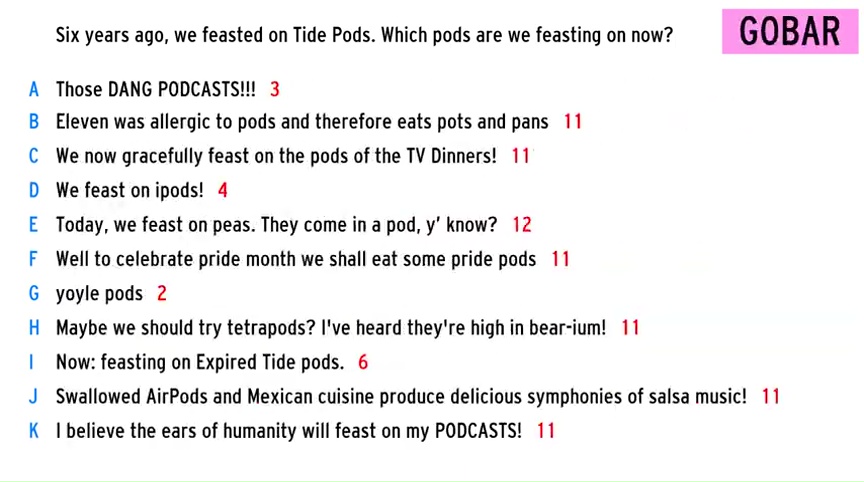 Six years ago, we feasted on Tide Pods. Which pods are we feasting on now?
GOBAR
A Those DANG PODCASTS!!! 3
B Eleven was allergic to pods and therefore eats pots and pans 11
C We now gracefully feast on the pods of the TV Dinners! 11
D We feast on ipods! 4
E Today, we feast on peas. They come in a pod, y' know? 12
F Well to celebrate pride month we shall eat some pride pods 11
G yoyle pods 2
H Maybe we should try tetrapods? I've heard they're high in bear-ium! 11
I Now: feasting on Expired Tide pods. 6
J Swallowed AirPods and Mexican cuisine produce delicious symphonies of salsa music! 11
K I believe the ears of humanity will feast on my PODCASTS! 11